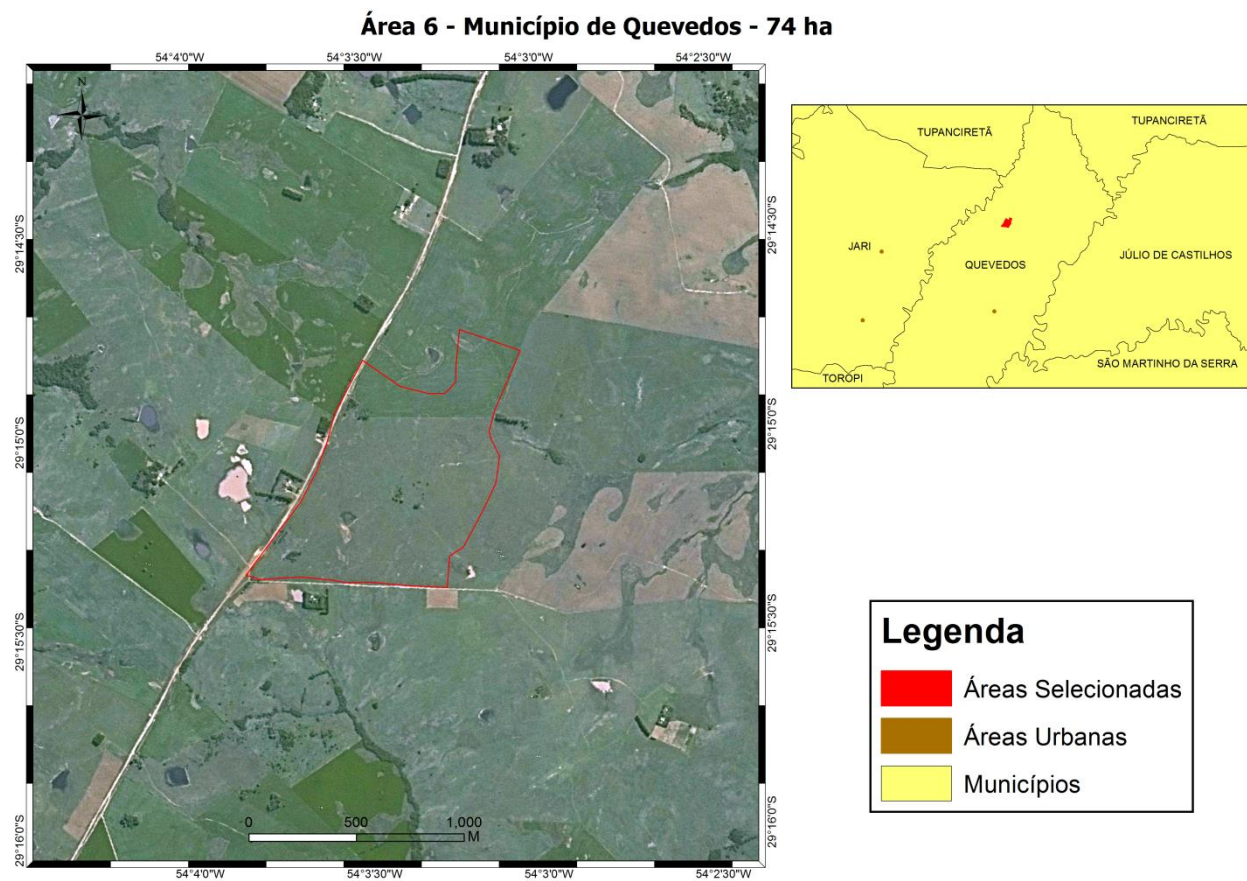 Área 6 - Município de Quevedos - 74 ha
54°4'0"W
54°3'30"W
54°3'0"W
54°2'30"W
N
29°14'30"S
29°14'30"S
29°15'0"S
29°15'0"S
29°15'30"S
29°15'30"S
29°16'0"S
29°16'0"S
0 500 1,000
M
54°4'0"W
54°3'30"W
54°3'0"W
54°2'30"W
TUPANCIRETÃ
TUPANCIRETÃ
JARI
QUEVEDOS
JÚLIO DE CASTILHOS
SÃO MARTINHO DA SERRA
TOROPI
Legenda
Áreas Selecionadas
Áreas Urbanas
Municípios